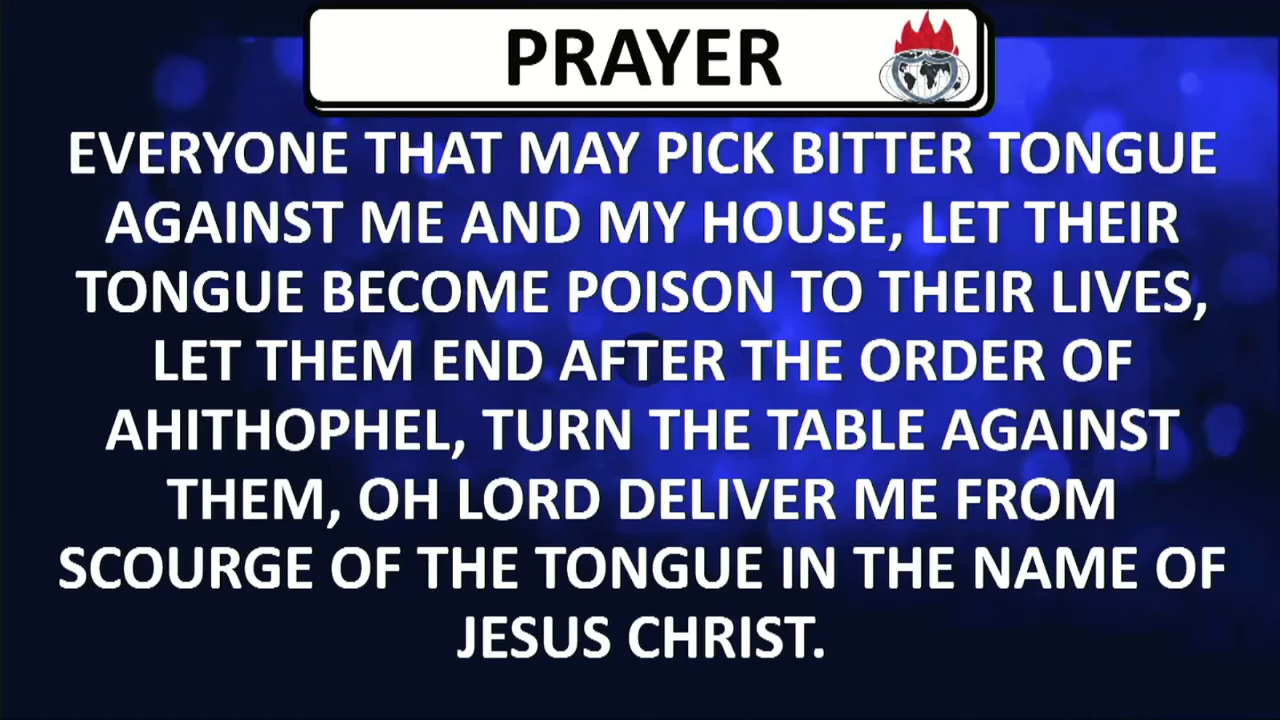 PRAYER
EVERYONE THAT MAY PICK BITTER TONGUE
AGAINST ME AND MY HOUSE, LET THEIR
TONGUE BECOME POISON TO THEIR LIVES,
LET THEM END AFTER THE ORDER OF
AHITHOPHEL, TURN THE TABLE AGAINST
THEM, OH LORD DELIVER ME FROM
SCOURGE OF THE TONGUE IN THE NAME OF
JESUS CHRIST.